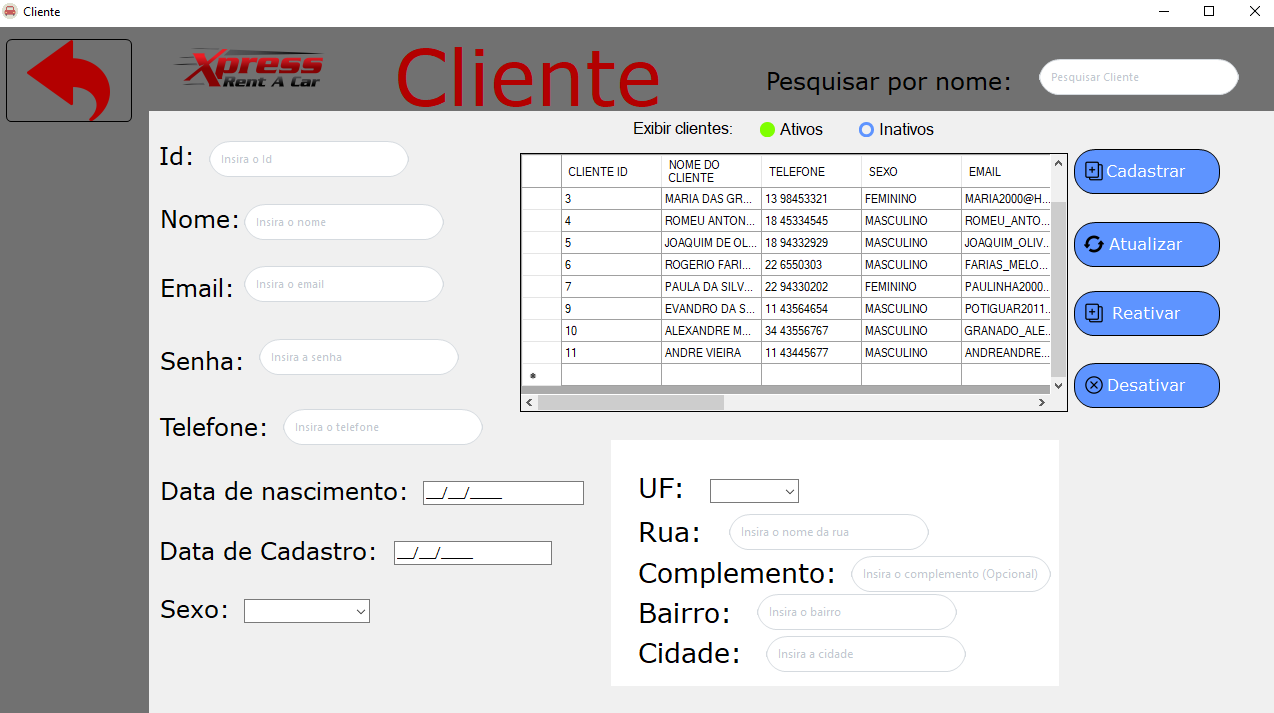 Cliente
Xpress
Rent A Car
Cliente
Pesquisar por nome:
Pesquisar Cliente
Exibir clientes:
Ativos
Inativos
Id:
Insira o Id
Nome:
Insira o nome
Email:
Insira o email
Senha:
Insira a senha
Telefone:
Insira o telefone
Data de nascimento:
__/__/____
Data de Cadastro:
__/__/____
Sexo:
CLIENTE ID NOME DO CLIENTE TELEFONE SEXO EMAIL
3 MARIA DAS GR... 13 98453321 FEMININO MARIA2000@H...
4 ROMEU ANTON... 18 45334545 MASCULINO ROMEU_ANTO...
5 JOAQUIM DE OL... 18 94332929 MASCULINO JOAQUIM_OLIV...
6 ROGERIO FARI... 22 6550303 MASCULINO FARIAS_MELO...
7 PAULA DA SILV... 22 94330202 FEMININO PAULINHA2000...
9 EVANDRO DA S... 11 43564654 MASCULINO POTIGUAR2011...
10 ALEXANDRE M... 34 43556767 MASCULINO GRANADO_ALE...
11 ANDRE VIEIRA 11 43445677 MASCULINO ANDREANDRE...
*
Cadastrar
Atualizar
Reativar
Desativar
UF:
Rua:
Insira o nome da rua
Complemento:
Insira o complemento (Opcional)
Bairro:
Insira o bairro
Cidade:
Insira a cidade